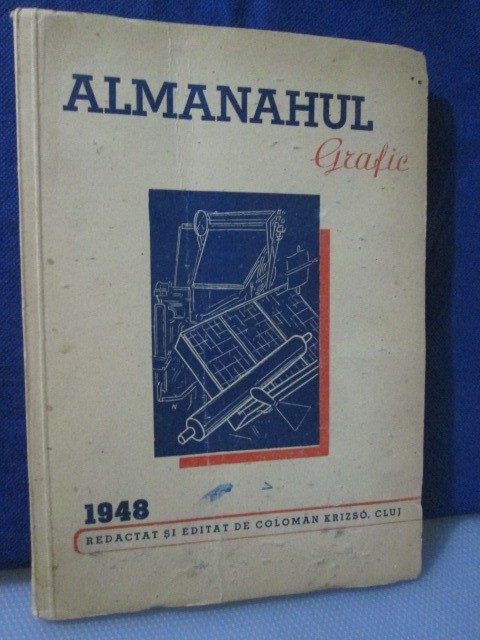 ALMANAHUL
Grafic
1948
REDACTAT ȘI EDITAT DE COLOMAN KRIZSÓ, CLUJ